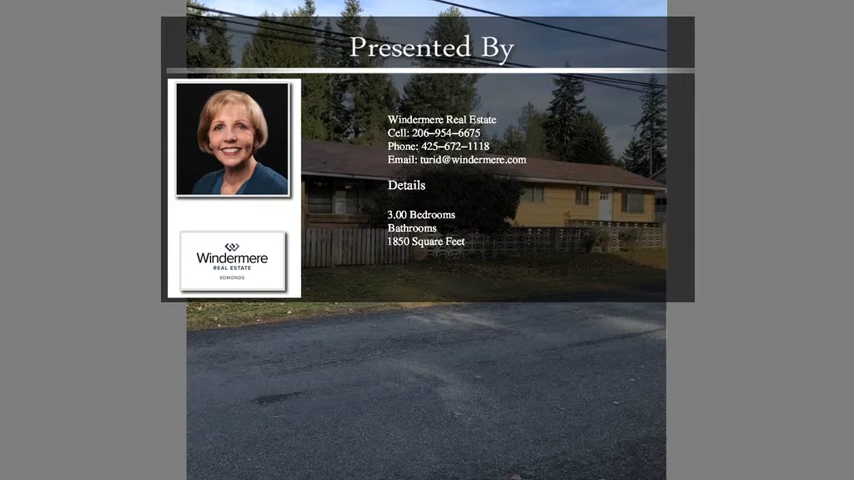 Presented By
Windermere Real Estate
Cell: 206-954-6675
Phone: 425-672-1118
Email: turid@windermere.com
Details
3.00 Bedrooms
Bathrooms
1850 Square Feet
Windermere
REAL ESTATE
EDMONDS